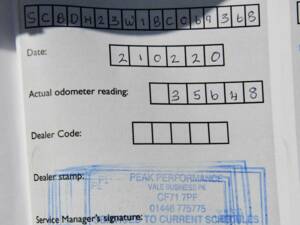 SCBDH23W18CC69368
Date: 210220
Actual odometer reading: 35648
Dealer Code:
Dealer stamp: PEAK PERFORMANCE
VALE BUSINESS PK
CF71 7PF
01446 775775
Service Manager's signature: TO CURRENT SCHEDULES